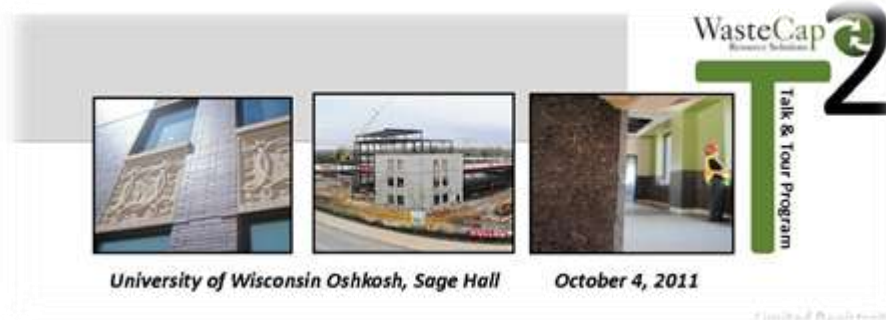 WasteCap
Resource Solutions
T2
Talk & Tour Program
University of Wisconsin Oshkosh, Sage Hall
October 4, 2011